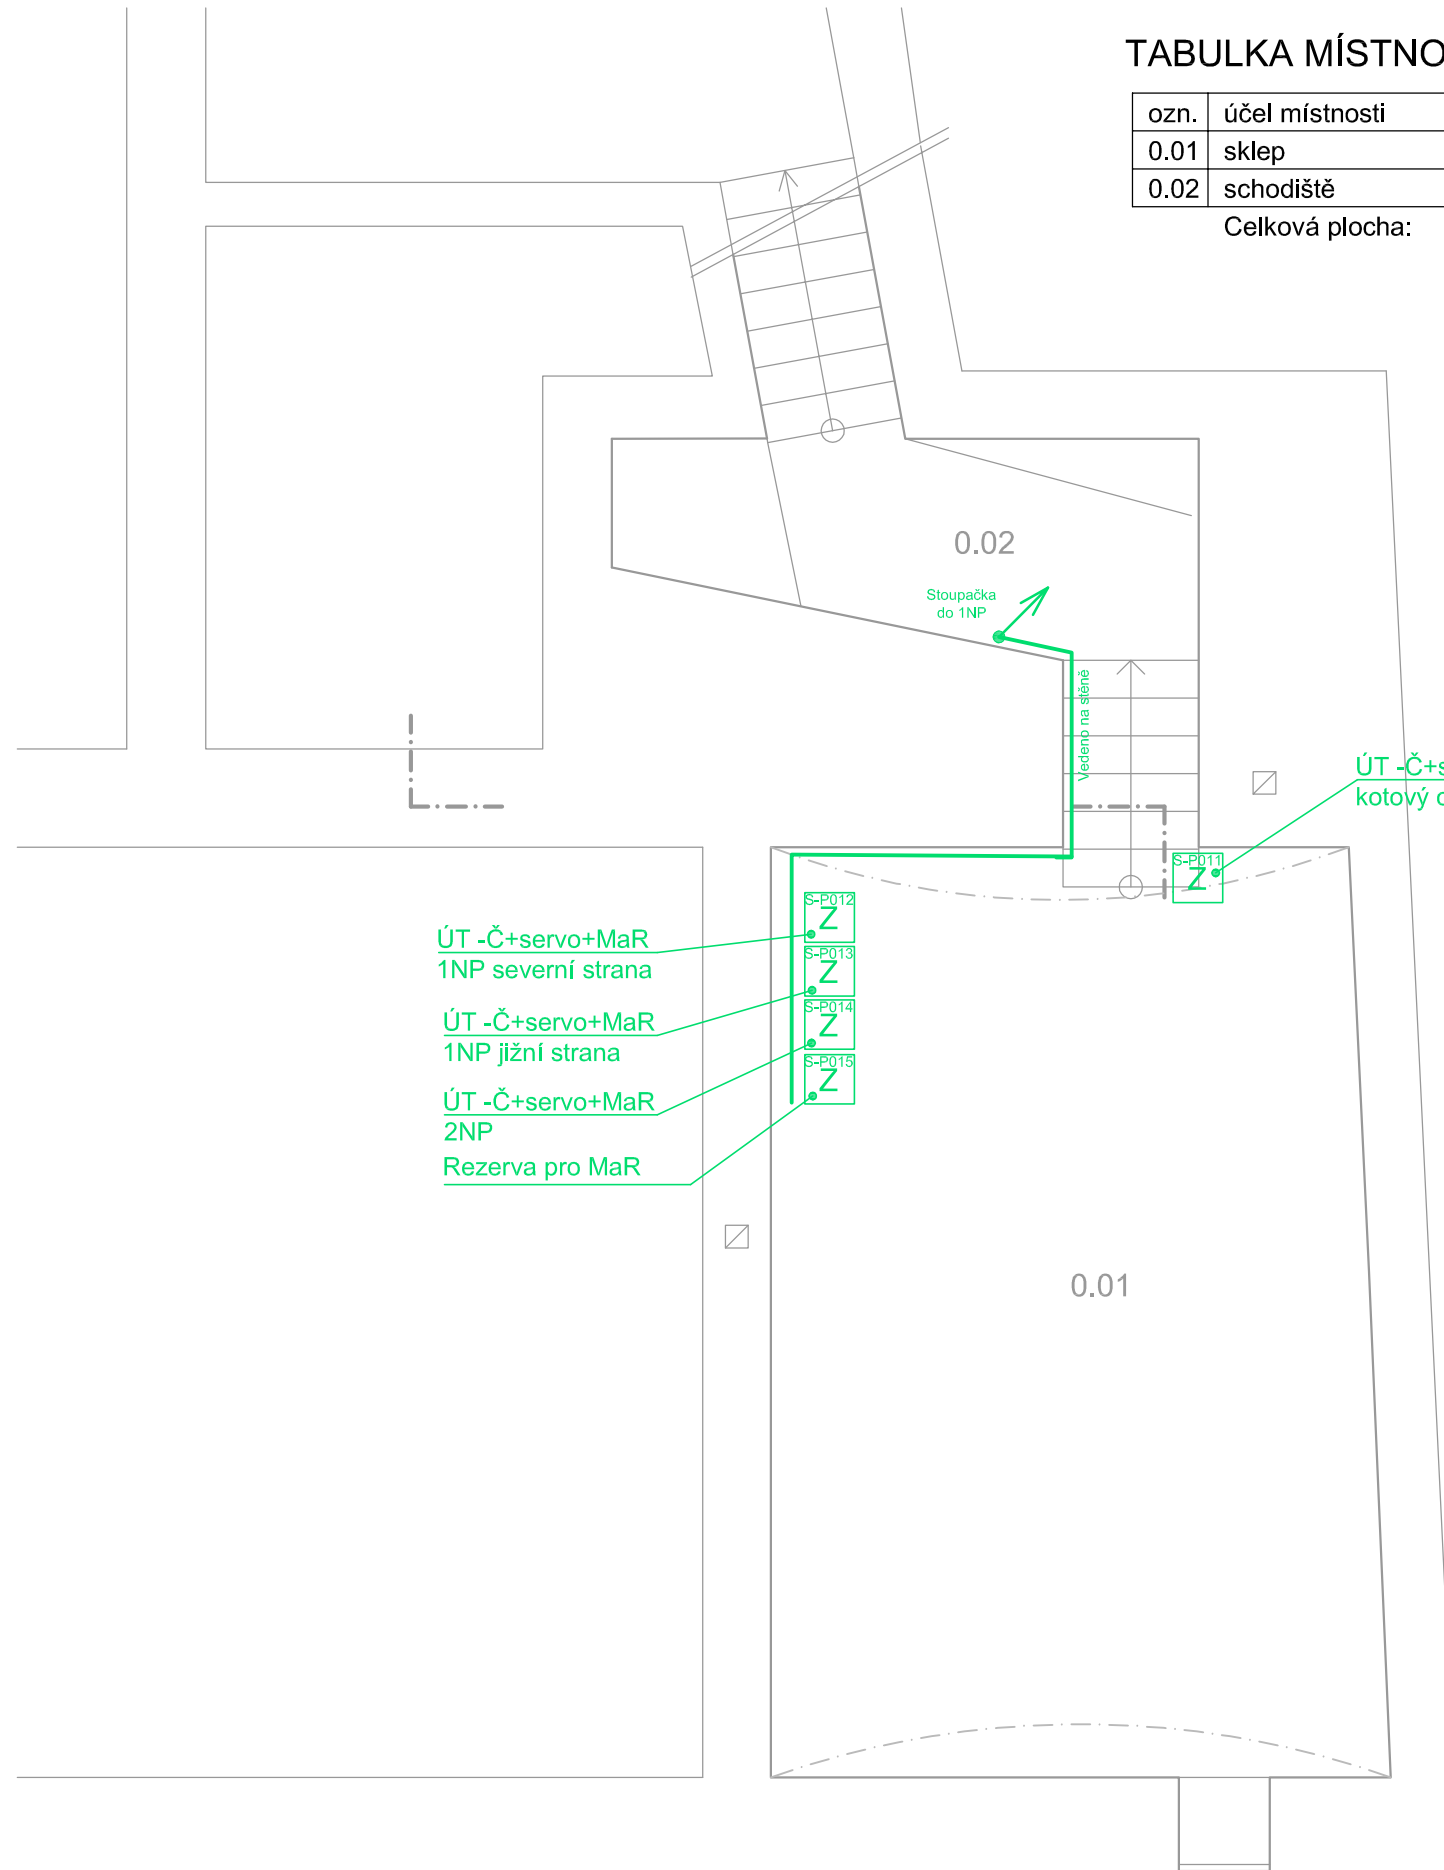 TABULKA MÍSTNO
ozn. účel místnosti
0.01 sklep
0.02 schodiště
Celková plocha:
0.02
Stoupačka
do 1NP
Vedeno na stěně
ÚT -Č+s
kotový
S-P011
Z
S-P012
Z
ÚT -Č+servo+MaR
1NP severní strana
S-P013
Z
ÚT -Č+servo+MaR
1NP jižní strana
S-P014
Z
ÚT -Č+servo+MaR
2NP
S-P015
Z
Rezerva pro MaR
0.01